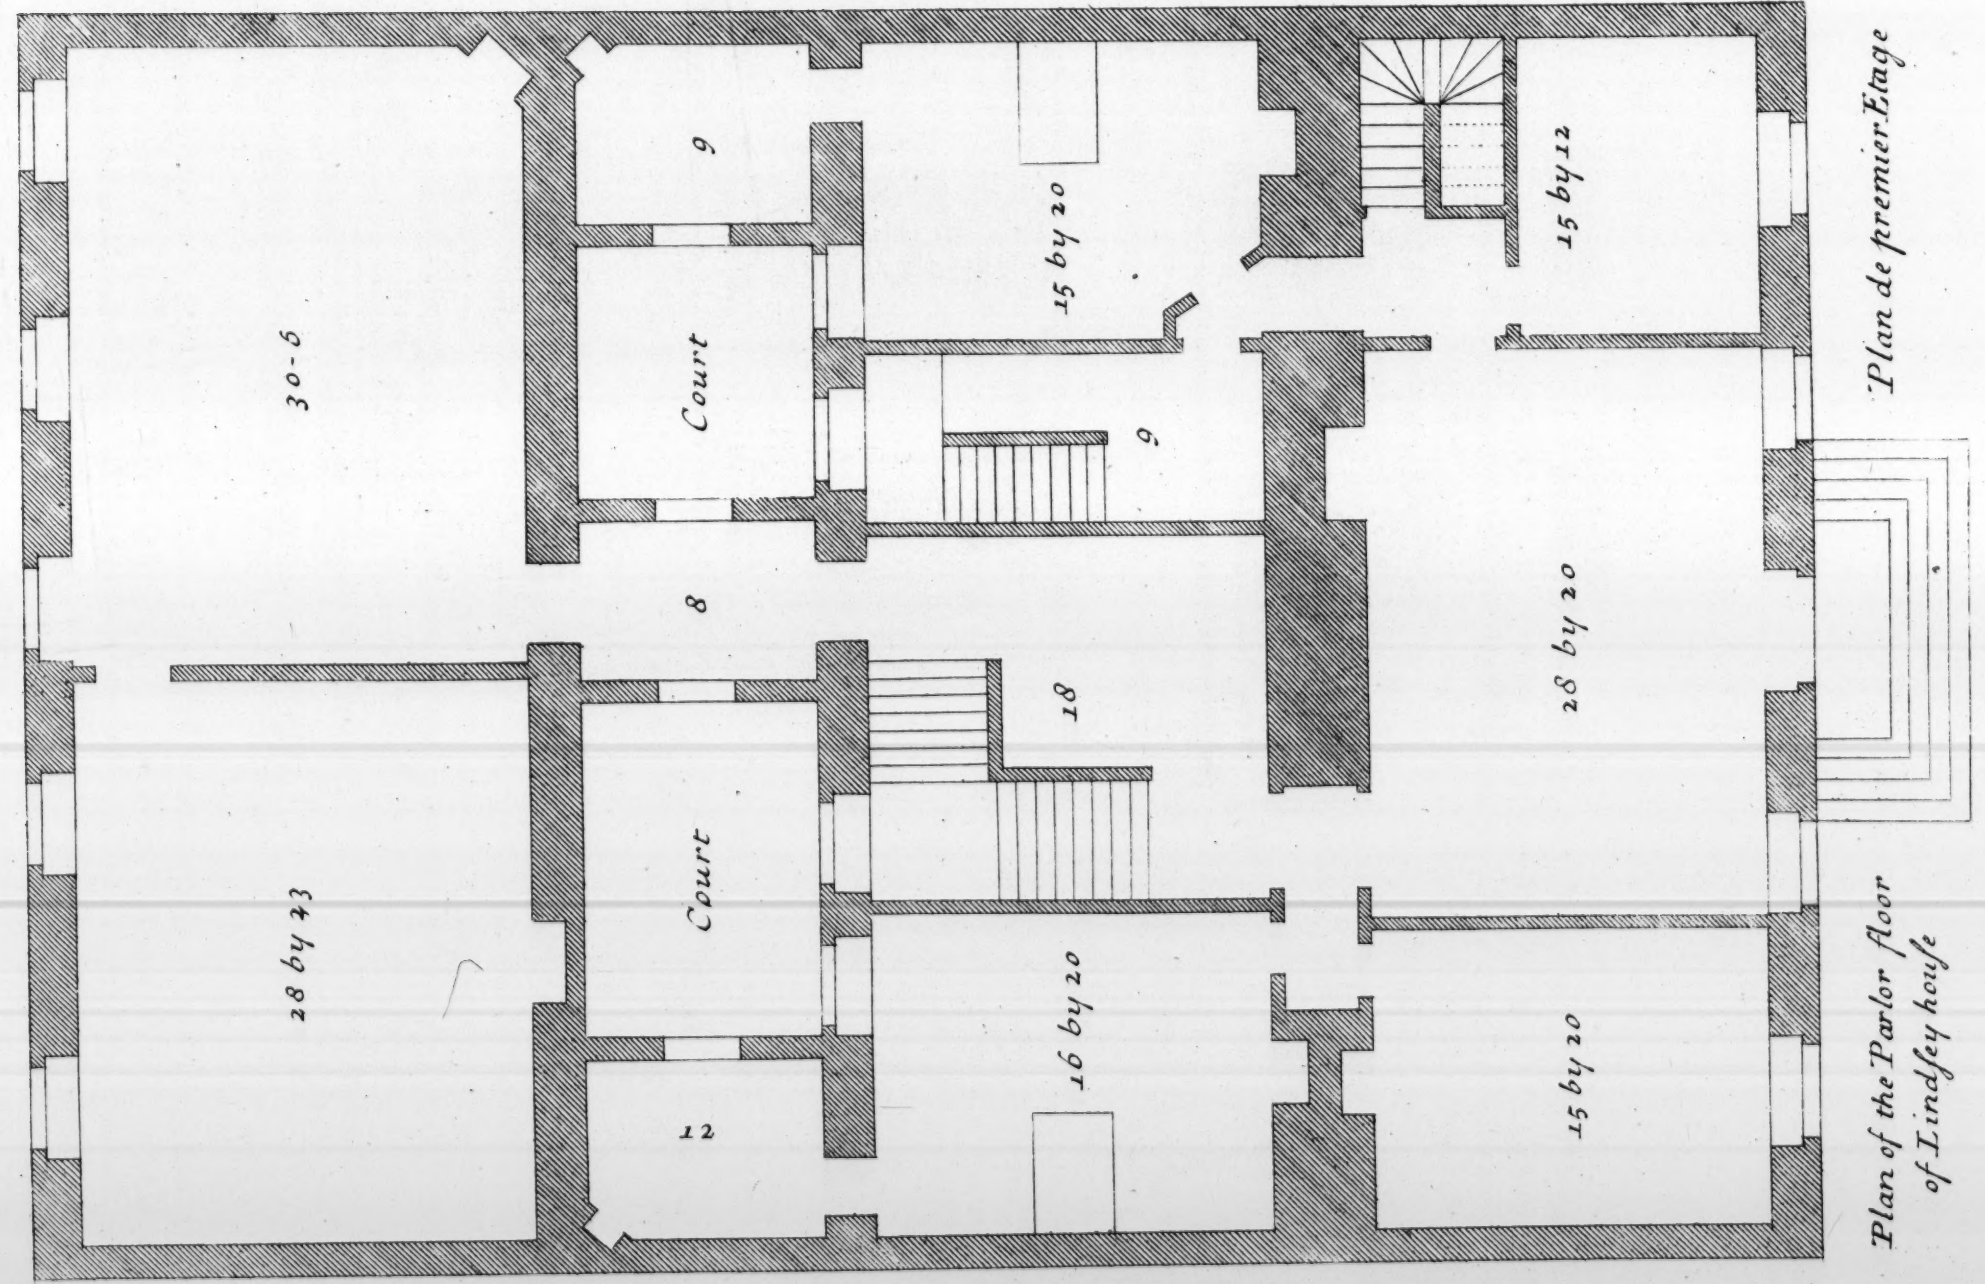 28 by 23
30-6
12
Court
8
Court
9
16 by 20
18
9
15 by 20
15 by 20
28 by 20
15 by 12
Plan of the Parlor floor
of Lindſey houſe
Plan de premier Etage